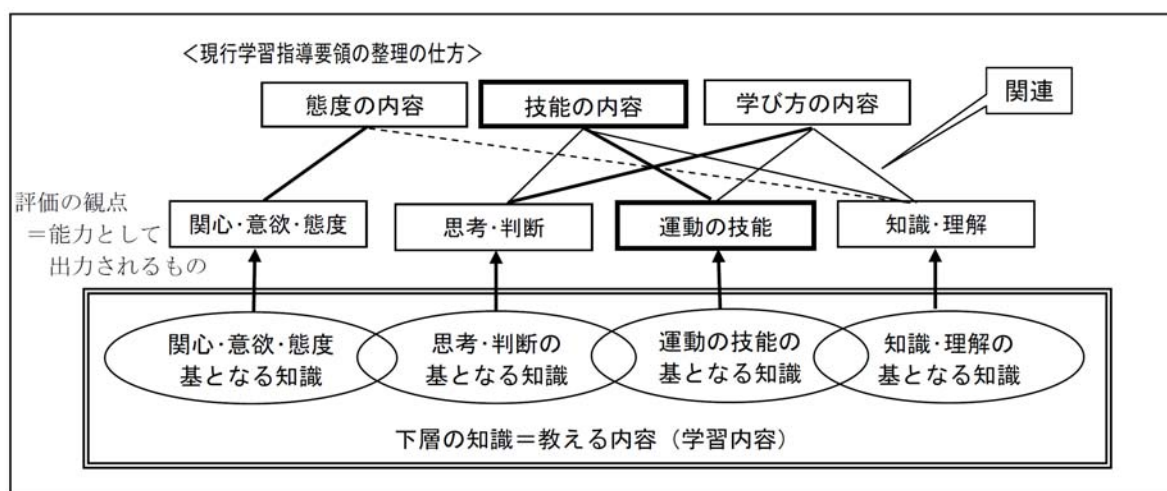 ＜現行学習指導要領の整理の仕方＞
態度の内容
技能の内容
学び方の内容
関連
評価の観点
＝能力として
出力されるもの
関心・意欲・態度
思考・判断
運動の技能
知識・理解
関心・意欲・態度
基となる知識
思考・判断の
基となる知識
運動の技能の
基となる知識
知識・理解の
基となる知識
下層の知識＝教える内容（学習内容）